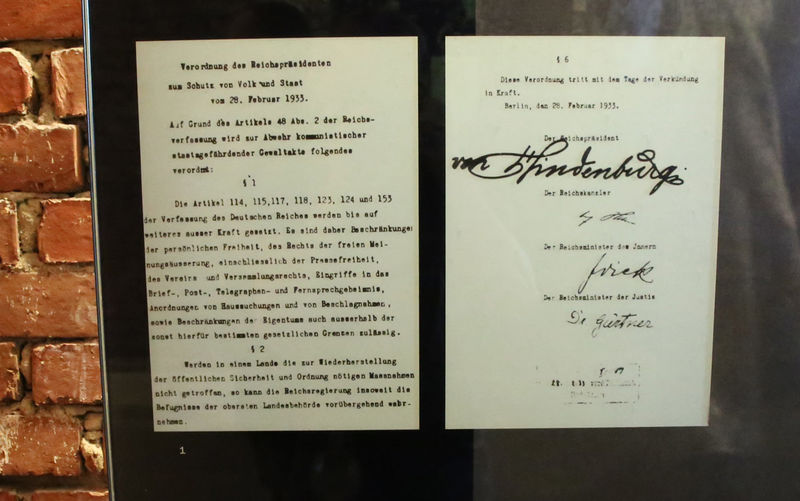 Verordnung des Reichspräsidenten
zum Schutz von Volk und Staat
vom 28. Februar 1933.
Auf Grund des Artikels 48 Abs. 2 der Reichs-
verfassung wird zur Abwehr kommunistischer
staatsgefährdender Gewaltakte folgendes
verordnet:
§ 1
Die Artikel 114, 115,117, 118, 123, 124 und 153
der Verfassung des Deutschen Reiches werden bis auf
weiteres ausser Kraft gesetzt. Es sind daher Beschränkungen
der persönlichen Freiheit, des Rechts der freien Mei-
nungsäusserung, einschliesslich der Pressefreiheit,
des Vereins- und Versammlungsrechts, Eingriffe in das
Brief-, Post-, Telegraphen- und Fernsprechgeheimnis,
Anordnungen von Haussuchungen und von Beschlagnahmen,
sowie Beschränkungen des Eigentums auch ausserhalb der
sonst hierfür bestimmten gesetzlichen Grenzen zulässig.
§ 2
Werden in einem Lande die zur Wiederherstellung
der öffentlichen Sicherheit und Ordnung nötigen Massnahmen
nicht getroffen, so kann die Reichsregierung insoweit die
Befugnisse der obersten Landesbehörde vorübergehend wahr-
nehmen.
1
§ 6
Diese Verordnung tritt mit dem Tage der Verkündung
in Kraft.
Berlin, den 28. Februar 1933.
Der Reichspräsident
von Hindenburg
Der Reichskanzler
Der Reichsminister des Innern
Frick
Der Reichsminister der Justiz
Dr. Gürtner